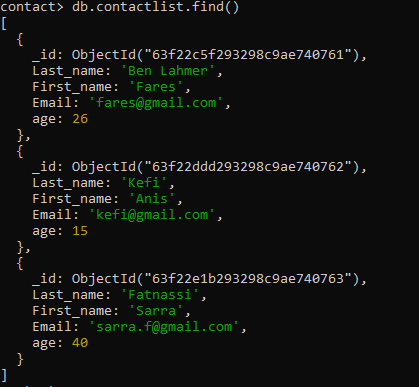 contact> db.contactlist.find()
[
  {
    _id: ObjectId("63f22c5f293298c9ae740761"),
    Last_name: 'Ben Lahmer',
    First_name: 'Fares',
    Email: 'fares@gmail.com',
    age: 26
  },
  {
    _id: ObjectId("63f22ddd293298c9ae740762"),
    Last_name: 'Kefi',
    First_name: 'Anis',
    Email: 'kefi@gmail.com',
    age: 15
  },
  {
    _id: ObjectId("63f22e1b293298c9ae740763"),
    Last_name: 'Fatnassi',
    First_name: 'Sarra',
    Email: 'sarra.f@gmail.com',
    age: 40
  }
]